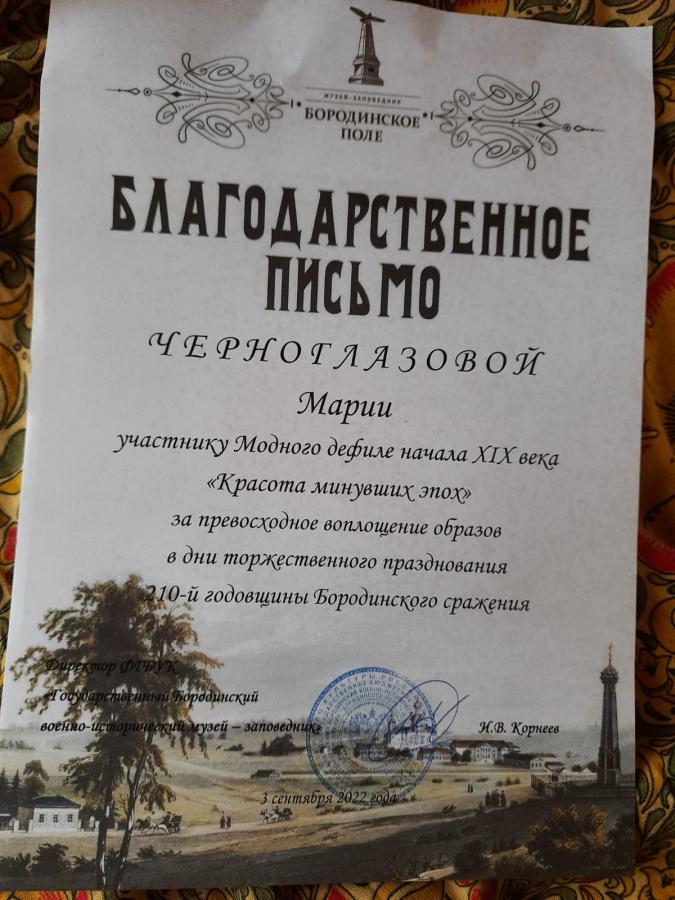 МУЗЕЙ-ЗАПОВЕДНИК
БОРОДИНСКОЕ
ПОЛЕ
БЛАГОДАРСТВЕННОЕ
ПИСЬМО
ЧЕРНОГЛАЗОВОЙ
Марии
участнику Модного дефиле начала XIX века
«Красота минувших эпох»
за превосходное воплощение образов
в дни торжественного празднования
210-й годовщины Бородинского сражения
Директор ФГБУК
«Государственный Бородинский
военно-исторический музей – заповедник»
И.В. Корнеев
3 сентября 2022 года